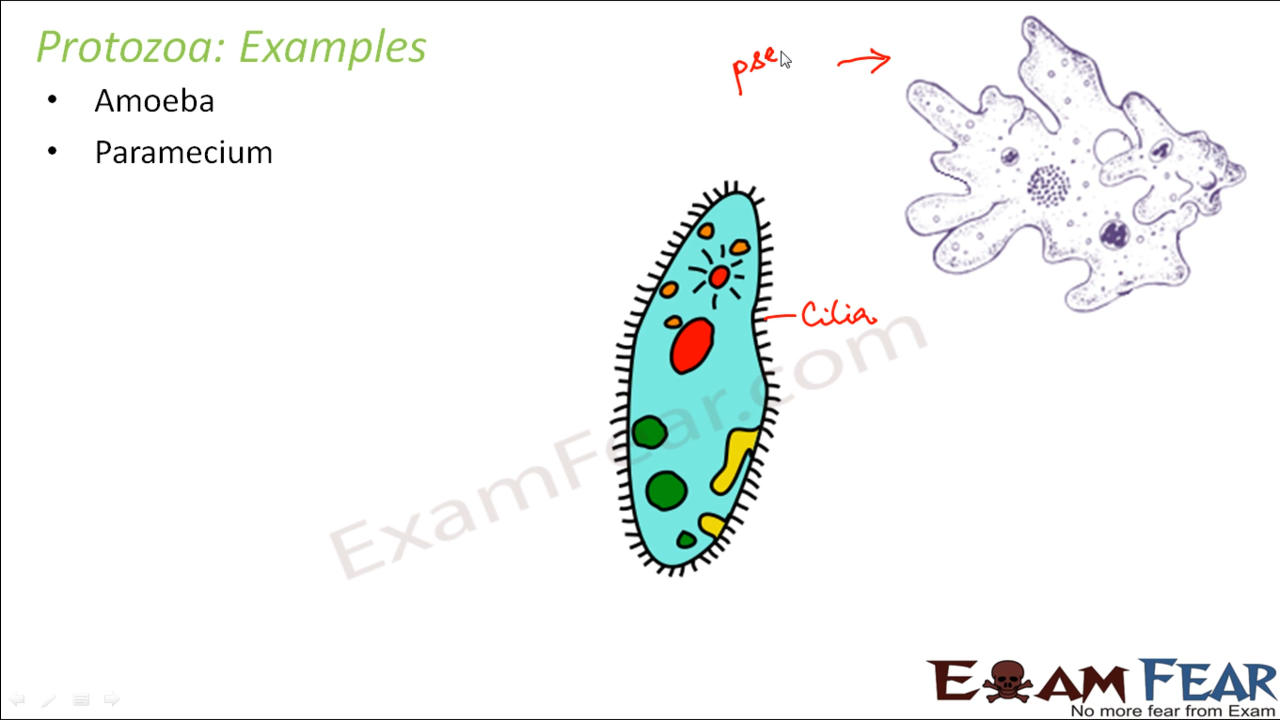 Protozoa: Examples
• Amoeba
• Paramecium
pse
Cilia
ExamFear.com
EXAM FEAR
No more fear from Exam